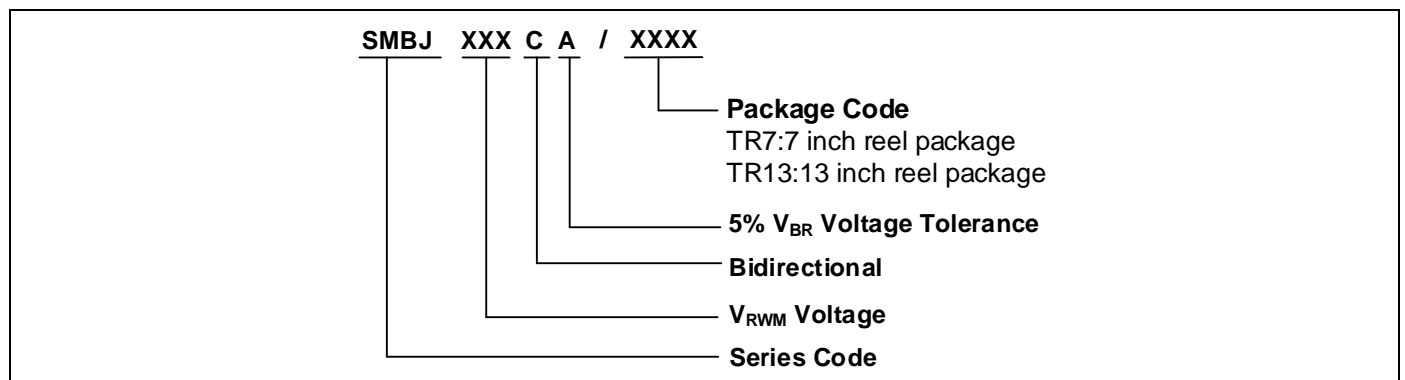 SMBJ XXX C A / XXXX
Package Code
TR7:7 inch reel package
TR13:13 inch reel package
5% VBR Voltage Tolerance
Bidirectional
VRWM Voltage
Series Code